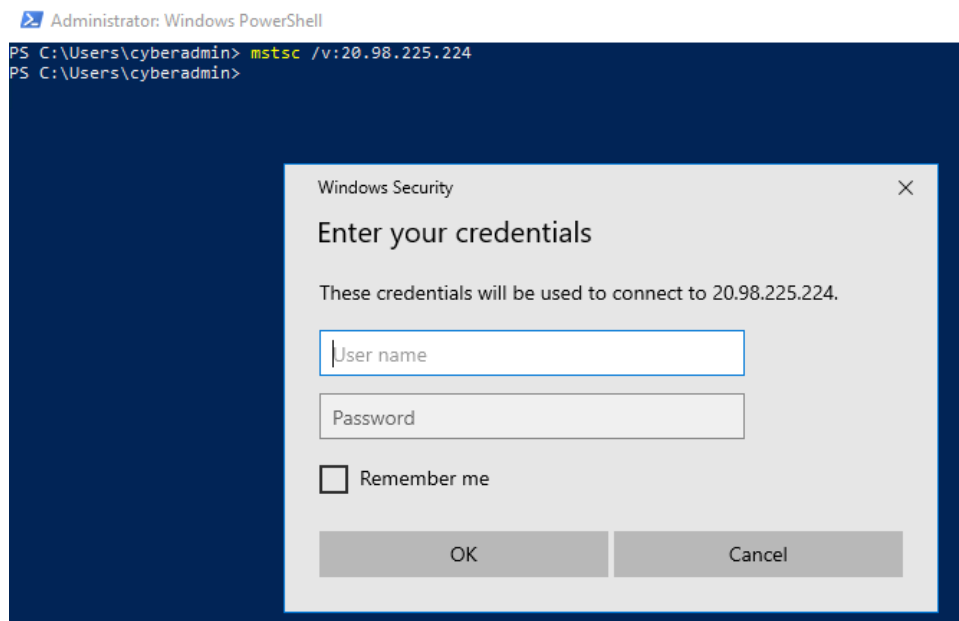 Administrator: Windows PowerShell
PS C:\Users\cyberadmin> mstsc /v:20.98.225.224
PS C:\Users\cyberadmin>
Windows Security
Enter your credentials
These credentials will be used to connect to 20.98.225.224.
User name
Password
Remember me
OK Cancel